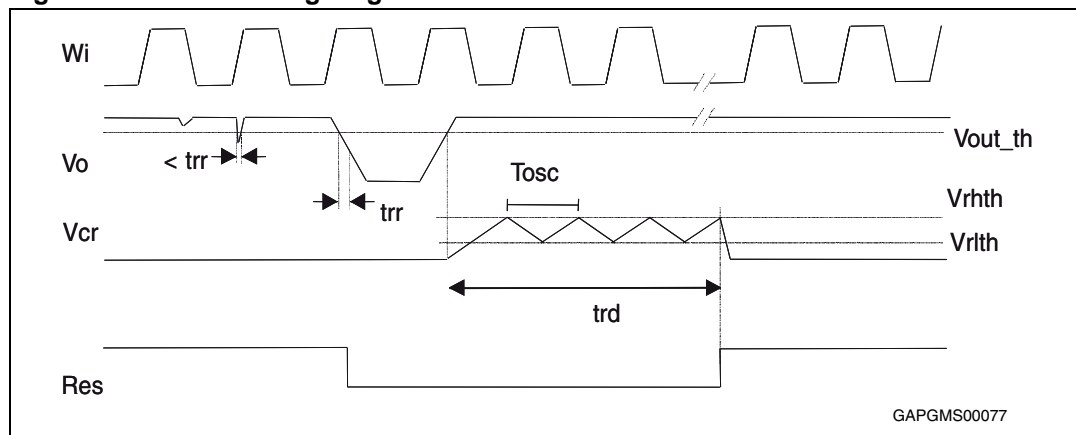 Wi
Vout_th
Vo
< trr
trr
Tosc
Vrhth
Vcr
Vrlth
trd
Res
GAPGMS00077